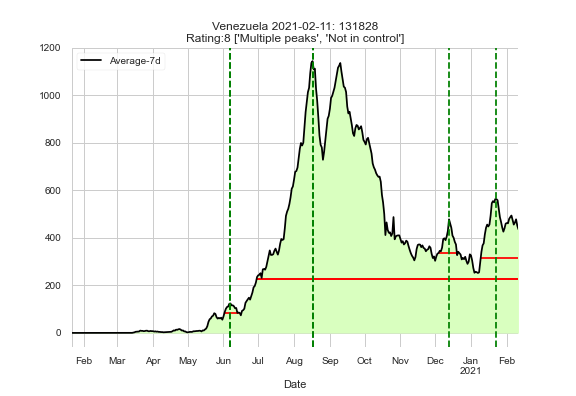 Venezuela 2021-02-11: 131828
Rating:8 ['Multiple peaks', 'Not in control']
Average-7d
1200
1000
800
600
400
200
0
Feb Mar Apr May Jun Jul Aug Sep Oct Nov Dec Jan Feb
2021
Date